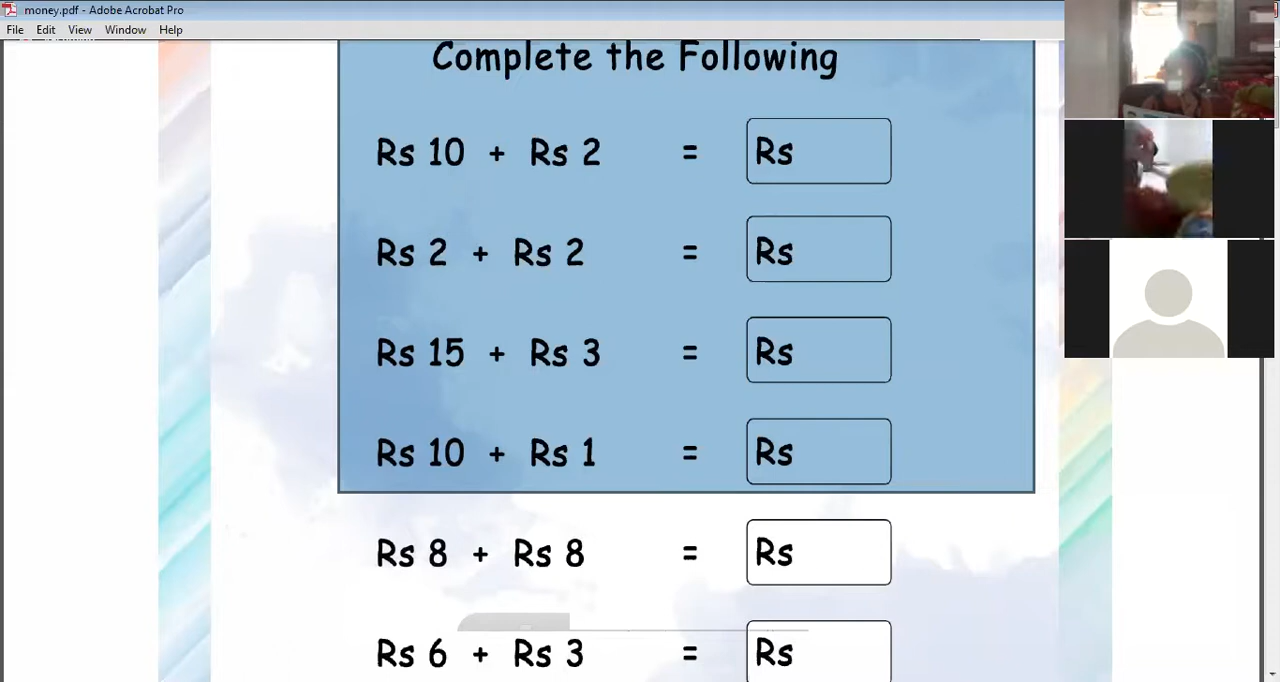 money.pdf - Adobe Acrobat Pro
File Edit View Window Help
Complete the Following
Rs 10 + Rs 2 = Rs
Rs 2 + Rs 2 = Rs
Rs 15 + Rs 3 = Rs
Rs 10 + Rs 1 = Rs
Rs 8 + Rs 8 = Rs
Rs 6 + Rs 3 = Rs